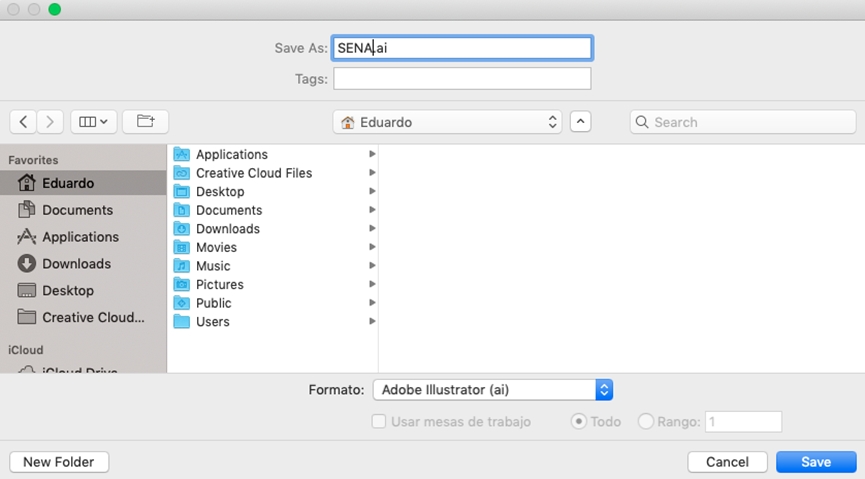 Save As: SENA.ai
Tags:
Eduardo
Search
Favorites
Eduardo
Documents
Applications
Downloads
Desktop
Creative Cloud...
iCloud
iCloud Drive
Applications
Creative Cloud Files
Desktop
Documents
Downloads
Movies
Music
Pictures
Public
Users
Formato: Adobe Illustrator (ai)
Usar mesas de trabajo Todo Rango: 1
New Folder Cancel Save